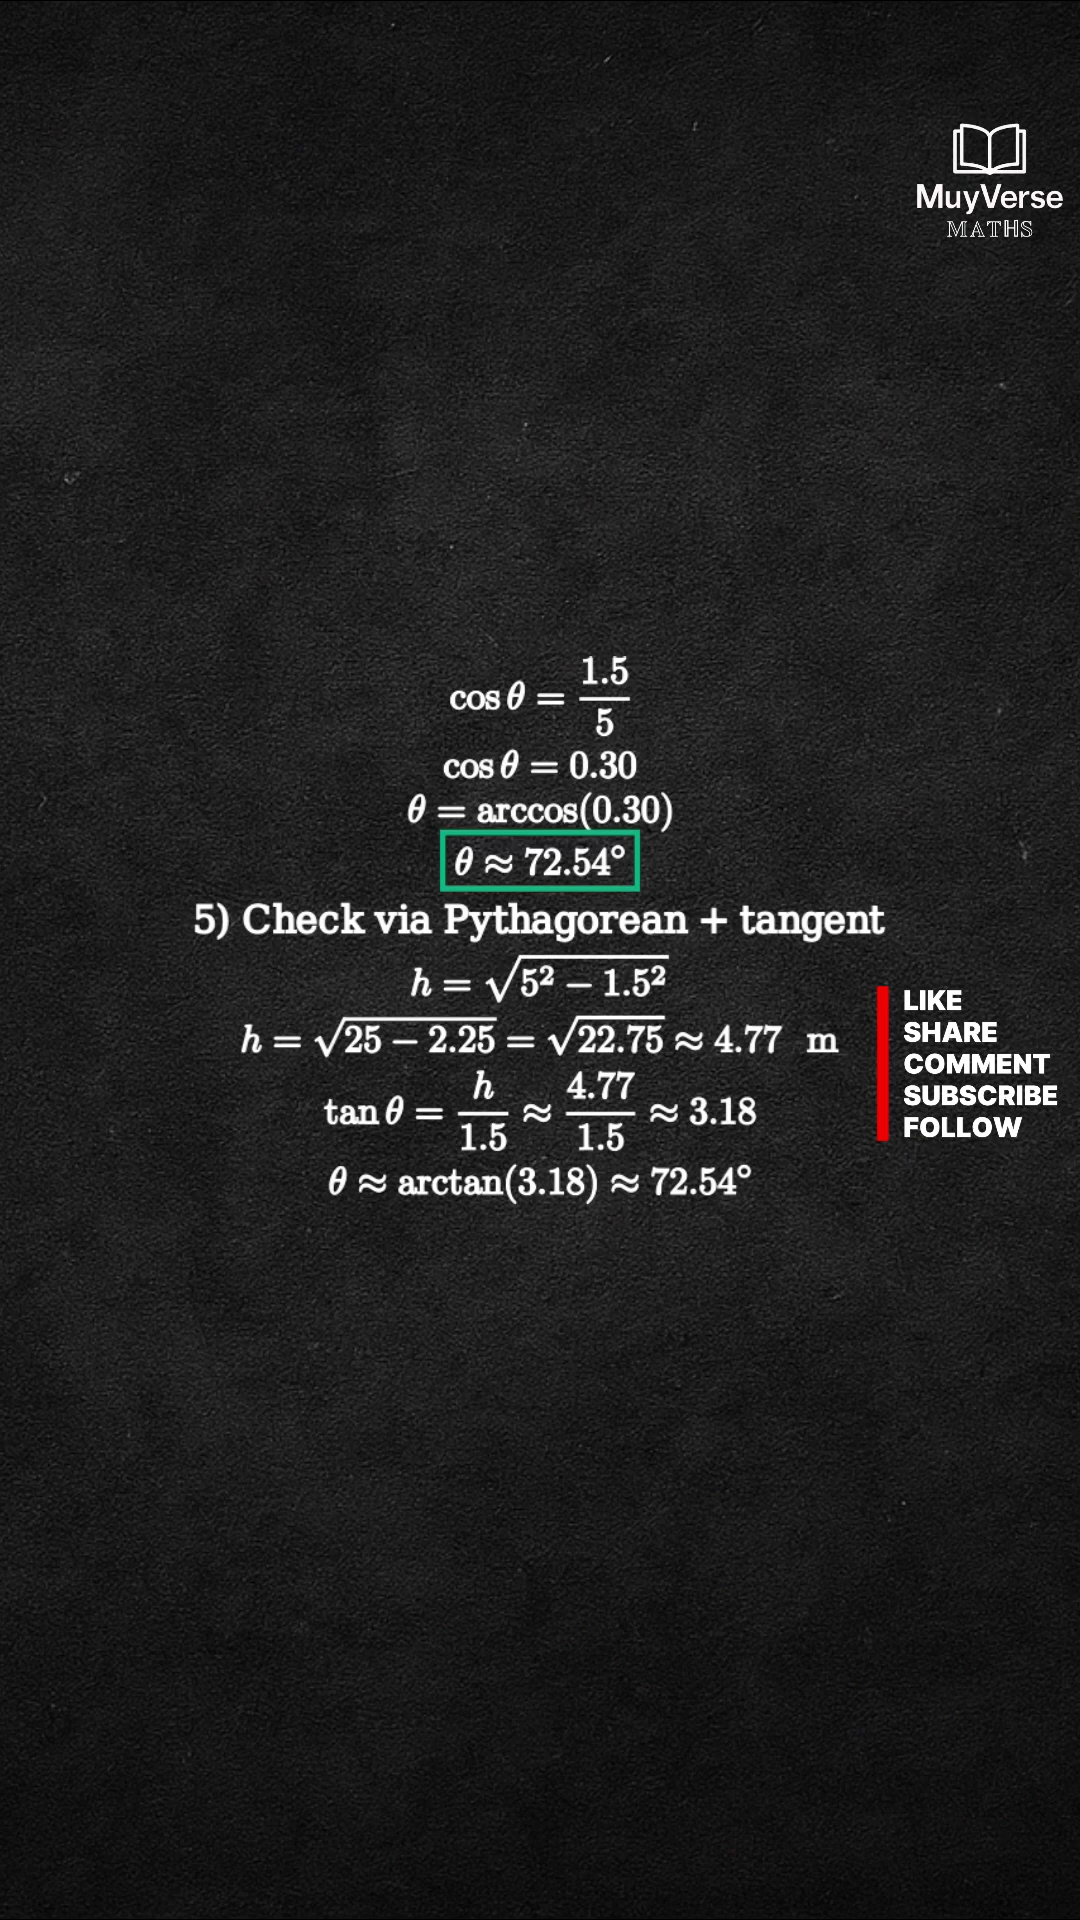 MuyVerse
MATHS
cos θ = 1.5/5
cos θ = 0.30
θ = arccos(0.30)
θ ≈ 72.54°
5) Check via Pythagorean + tangent
h = √(5² − 1.5²)
h = √(25 − 2.25) = √22.75 ≈ 4.77 m
tan θ = h/1.5 ≈ 4.77/1.5 ≈ 3.18
θ ≈ arctan(3.18) ≈ 72.54°
LIKE
SHARE
COMMENT
SUBSCRIBE
FOLLOW